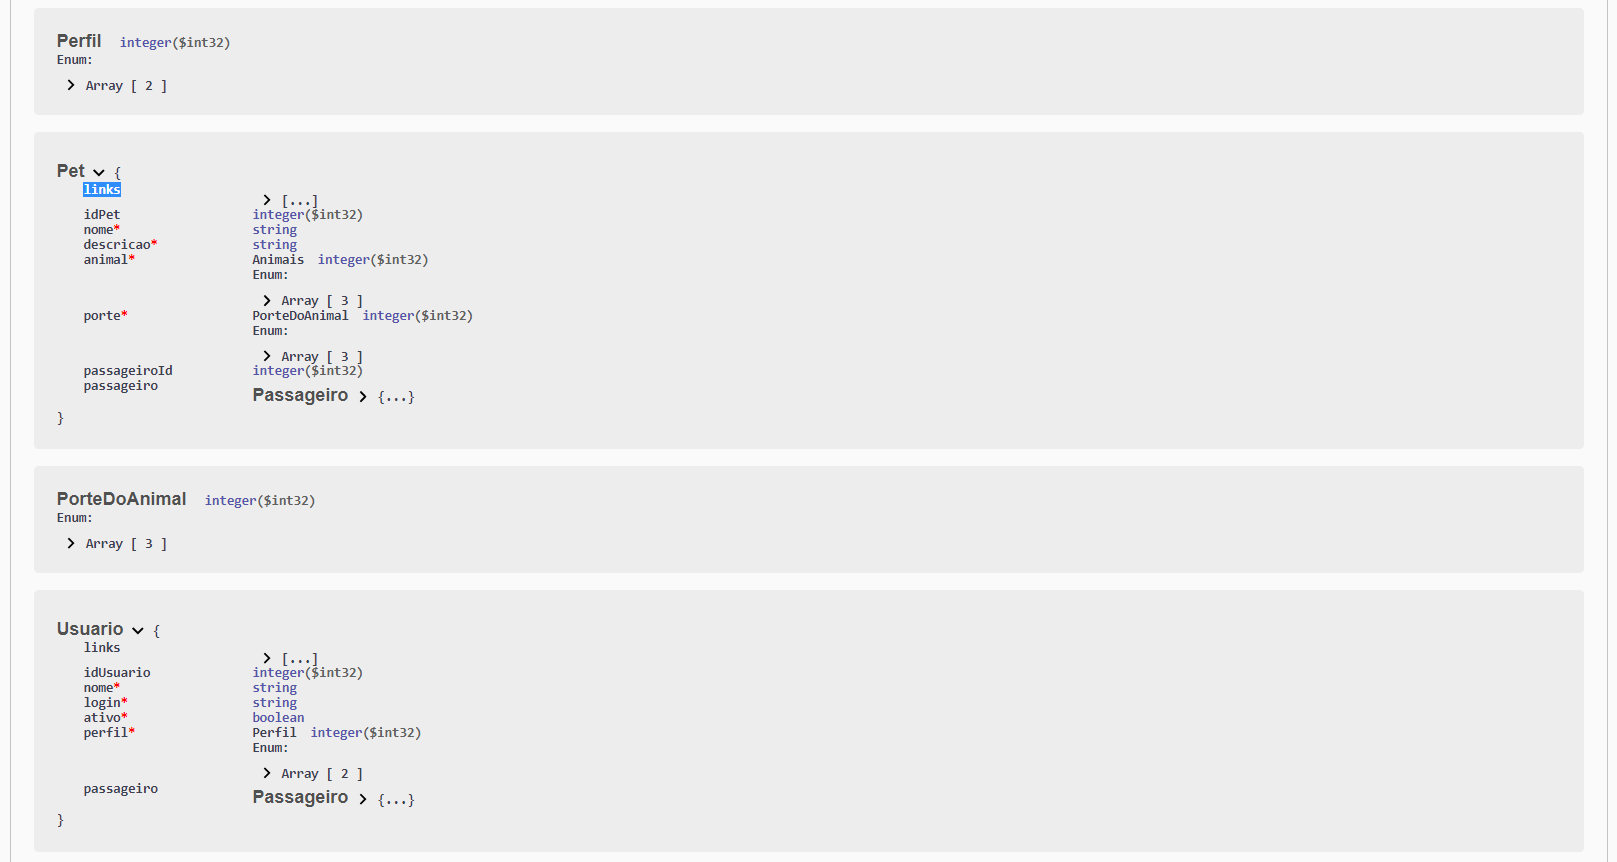 Perfil integer($int32)
Enum:
Array [ 2 ]
Pet {
links
[...]
idPet integer($int32)
nome* string
descricao* string
animal* Animais integer($int32)
Enum:
Array [ 3 ]
porte* PorteDoAnimal integer($int32)
Enum:
Array [ 3 ]
passageiroId integer($int32)
passageiro Passageiro {...}
}
PorteDoAnimal integer($int32)
Enum:
Array [ 3 ]
Usuario {
links
[...]
idUsuario integer($int32)
nome* string
login* string
ativo* boolean
perfil* Perfil integer($int32)
Enum:
Array [ 2 ]
passageiro Passageiro {...}
}